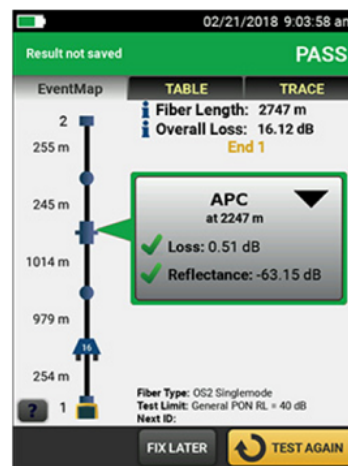 02/21/2018 9:03:58 am
Result not saved
PASS
EventMap
TABLE
TRACE
Fiber Length: 2747 m
Overall Loss: 16.12 dB
End 1
2
255 m
245 m
1014 m
979 m
16
254 m
1
?
APC
at 2247 m
Loss: 0.51 dB
Reflectance: -63.15 dB
Fiber Type: OS2 Singlemode
Test Limit: General PON RL = 40 dB
Next ID:
FIX LATER
TEST AGAIN